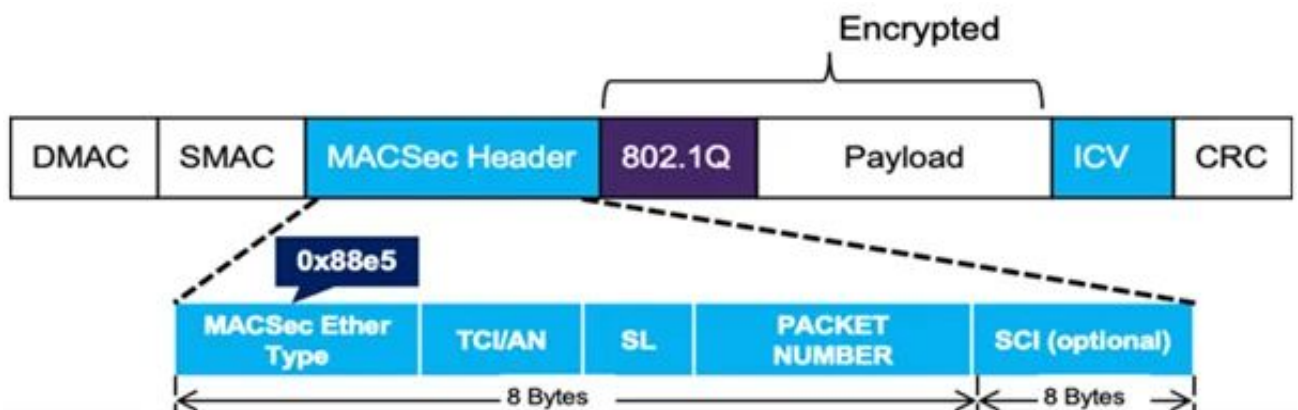 Encrypted
DMAC SMAC MACSec Header 802.1Q Payload ICV CRC
0x88e5
MACSec Ether Type TCI/AN SL PACKET NUMBER SCI (optional)
8 Bytes 8 Bytes